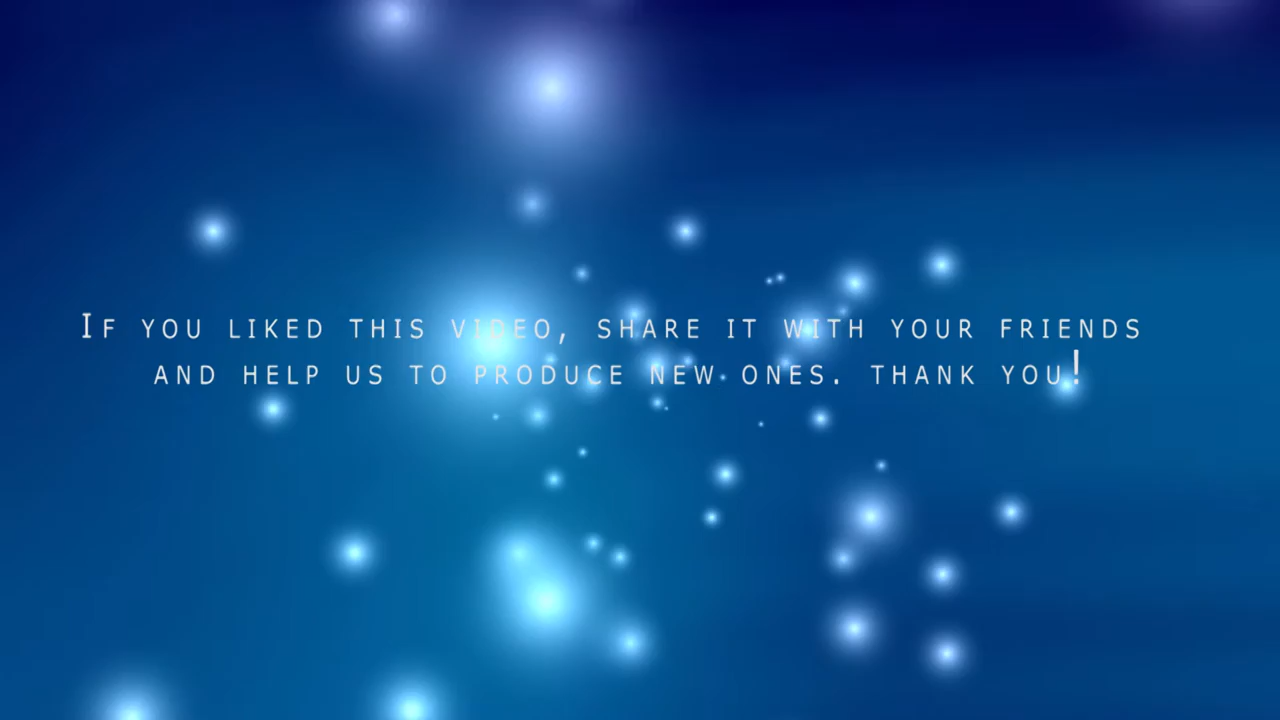 If you liked this video, share it with your friends
and help us to produce new ones. thank you!